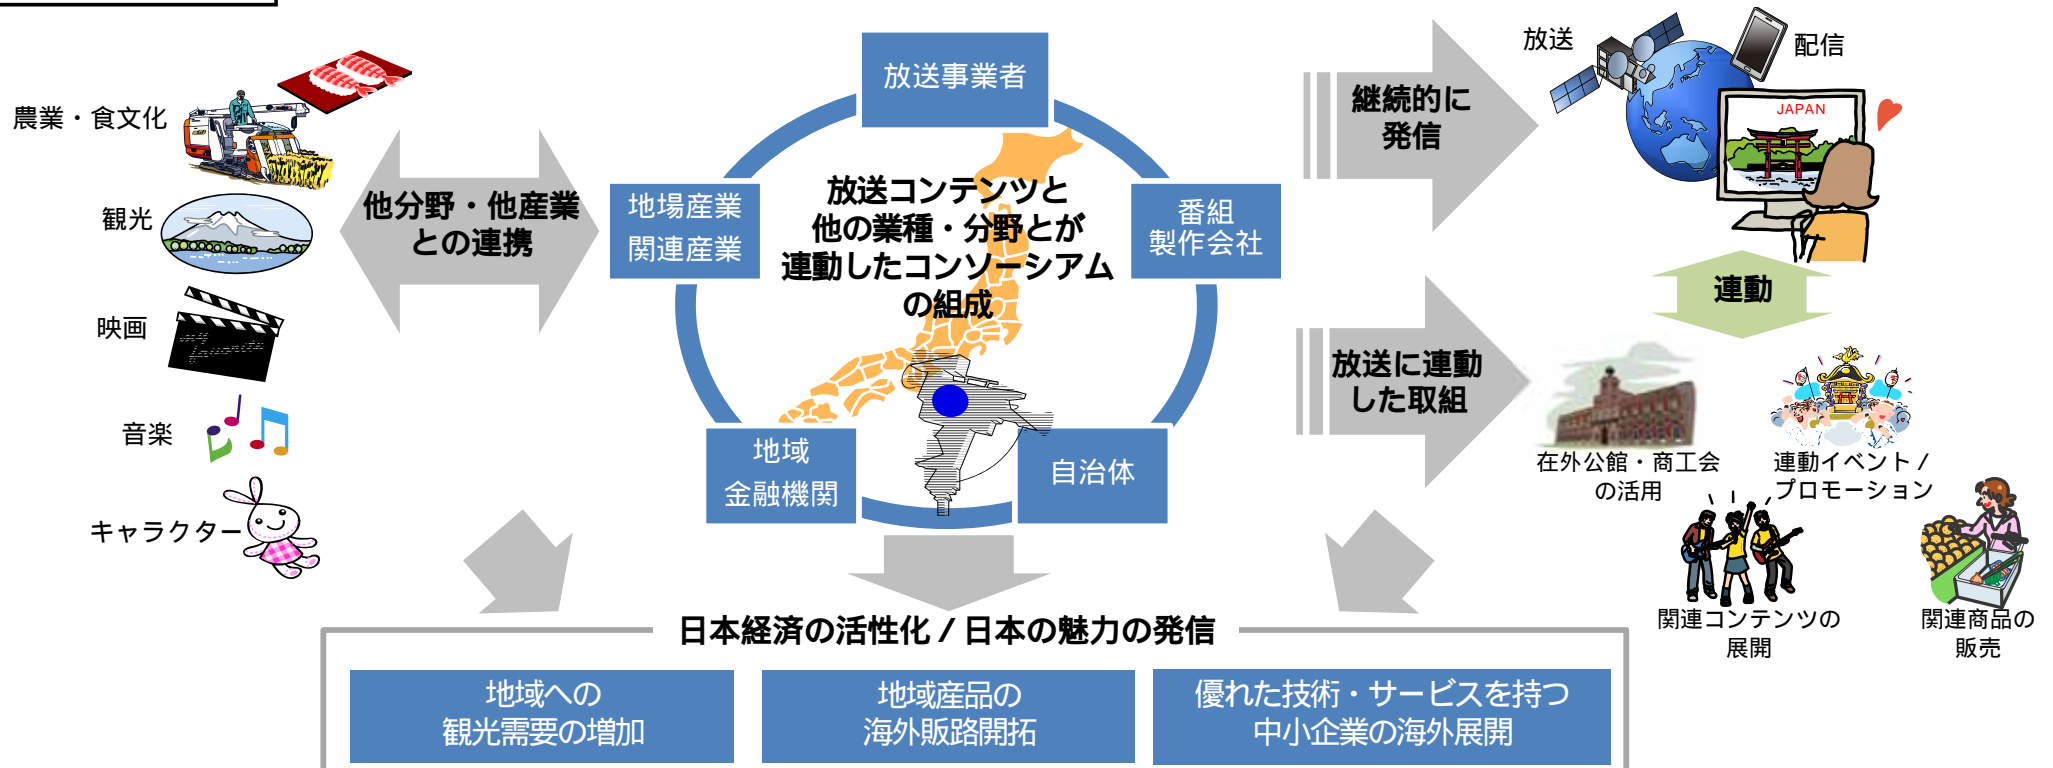 農業・食文化
観光
映画
音楽
キャラクター
他分野・他産業
との連携
放送事業者
地場産業
関連産業
番組
製作会社
地域
金融機関
自治体
放送コンテンツと
他の業種・分野とが
連動したコンソーシアム
の組成
継続的に
発信
放送に連動
した取組
放送
配信
JAPAN
連動
在外公館・商工会
の活用
連動イベント/
プロモーション
関連コンテンツの
展開
関連商品の
販売
日本経済の活性化/日本の魅力の発信
地域への
観光需要の増加
地域産品の
海外販路開拓
優れた技術・サービスを持つ
中小企業の海外展開